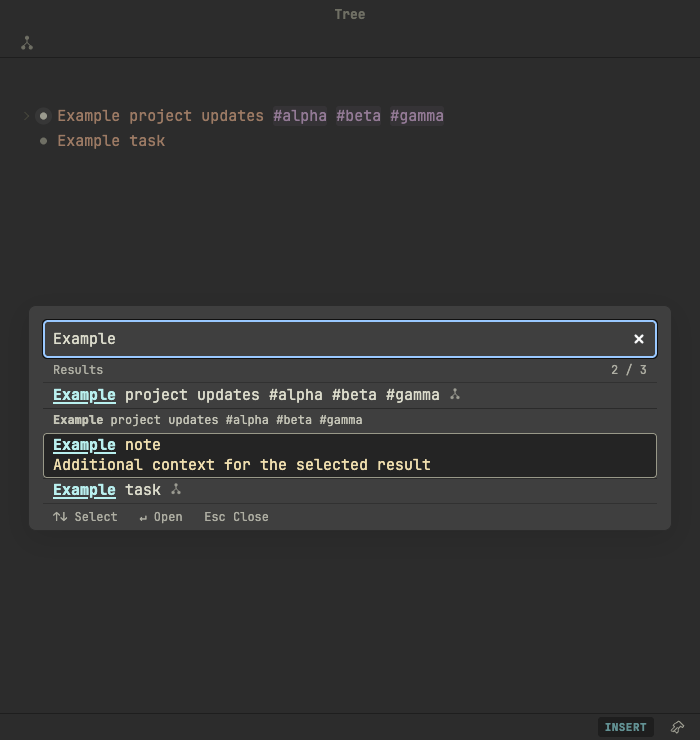 Tree
Example project updates #alpha #beta #gamma
Example task
Example
Results 2 / 3
Example project updates #alpha #beta #gamma
Example project updates #alpha #beta #gamma
Example note
Additional context for the selected result
Example task
↑↓ Select ↵ Open Esc Close
INSERT